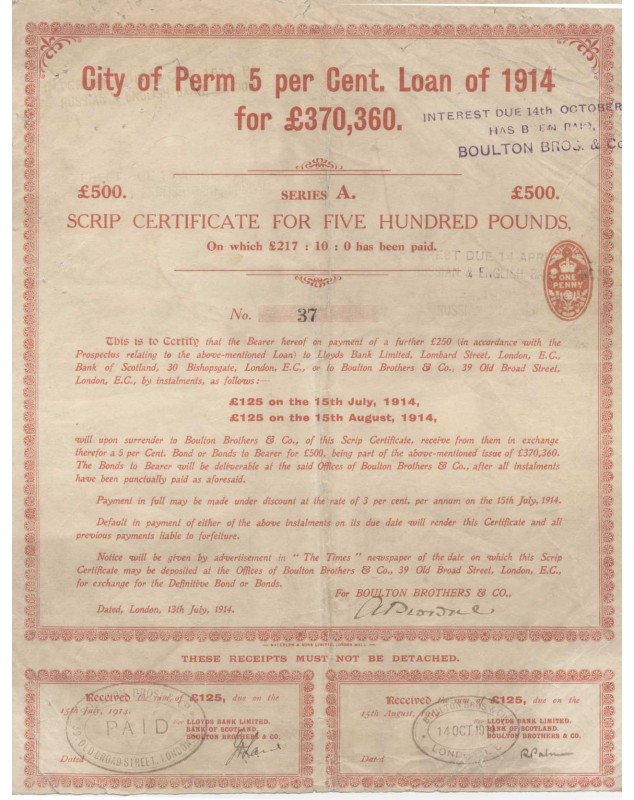 City of Perm 5 per Cent. Loan of 1914
for £370,360.
INTEREST DUE 14th OCTOBER
HAS BEEN PAID,
BOULTON BROS. & Co
£500. SERIES A. £500.
SCRIP CERTIFICATE FOR FIVE HUNDRED POUNDS,
On which £217 : 10 : 0 has been paid.
DUE 14 APR
& ENGLISH
ONE
PENNY
No. 37
This is to Certify that the Bearer hereof on payment of a further £250 (in accordance with the
Prospectus relating to the above-mentioned Loan) to Lloyds Bank Limited, Lombard Street, London, E.C.,
Bank of Scotland, 30 Bishopsgate, London, E.C., or to Boulton Brothers & Co., 39 Old Broad Street,
London, E.C., by instalments, as follows:—
£125 on the 15th July, 1914,
£125 on the 15th August, 1914,
will upon surrender to Boulton Brothers & Co., of this Scrip Certificate, receive from them in exchange
therefor a 5 per Cent. Bond or Bonds to Bearer for £500, being part of the above-mentioned issue of £370,360.
The Bonds to Bearer will be deliverable at the said Offices of Boulton Brothers & Co., after all instalments
have been punctually paid as aforesaid.
Payment in full may be made under discount at the rate of 3 per cent. per annum on the 15th July, 1914.
Default in payment of either of the above instalments on its due date will render this Certificate and all
previous payments liable to forfeiture.
Notice will be given by advertisement in "The Times" newspaper of the date on which this Scrip
Certificate may be deposited at the Offices of Boulton Brothers & Co., 39 Old Broad Street, London, E.C.,
for exchange for the Definitive Bond or Bonds.
For BOULTON BROTHERS & CO.,
Dated, London, 13th July, 1914.
WATERLOW & SONS LIMITED, LONDON WALL
THESE RECEIPTS MUST NOT BE DETACHED.
Received the sum of £125, due on the
15th July, 1914.
For LLOYDS BANK LIMITED.
BANK OF SCOTLAND.
BOULTON BROTHERS & CO.
Dated
PAID
OLD BROAD STREET, LONDON
Received the sum of £125, due on the
15th August, 1914.
For LLOYDS BANK LIMITED.
BANK OF SCOTLAND.
BOULTON BROTHERS & CO.
Dated
14 OCT 19